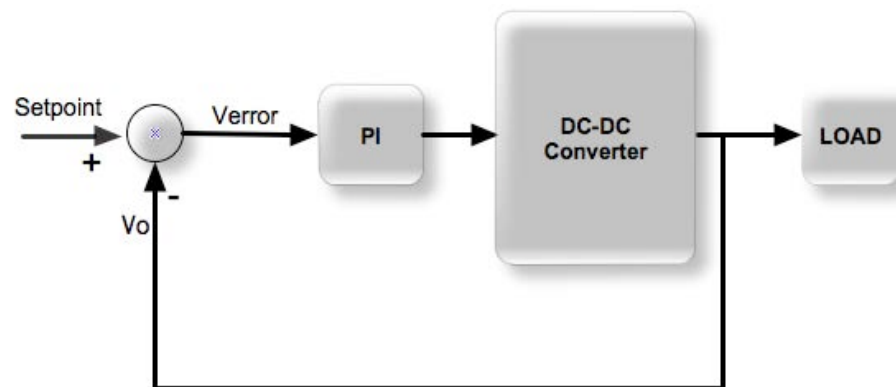 Setpoint
+
-
Vo
Verror
PI
DC-DC
Converter
LOAD